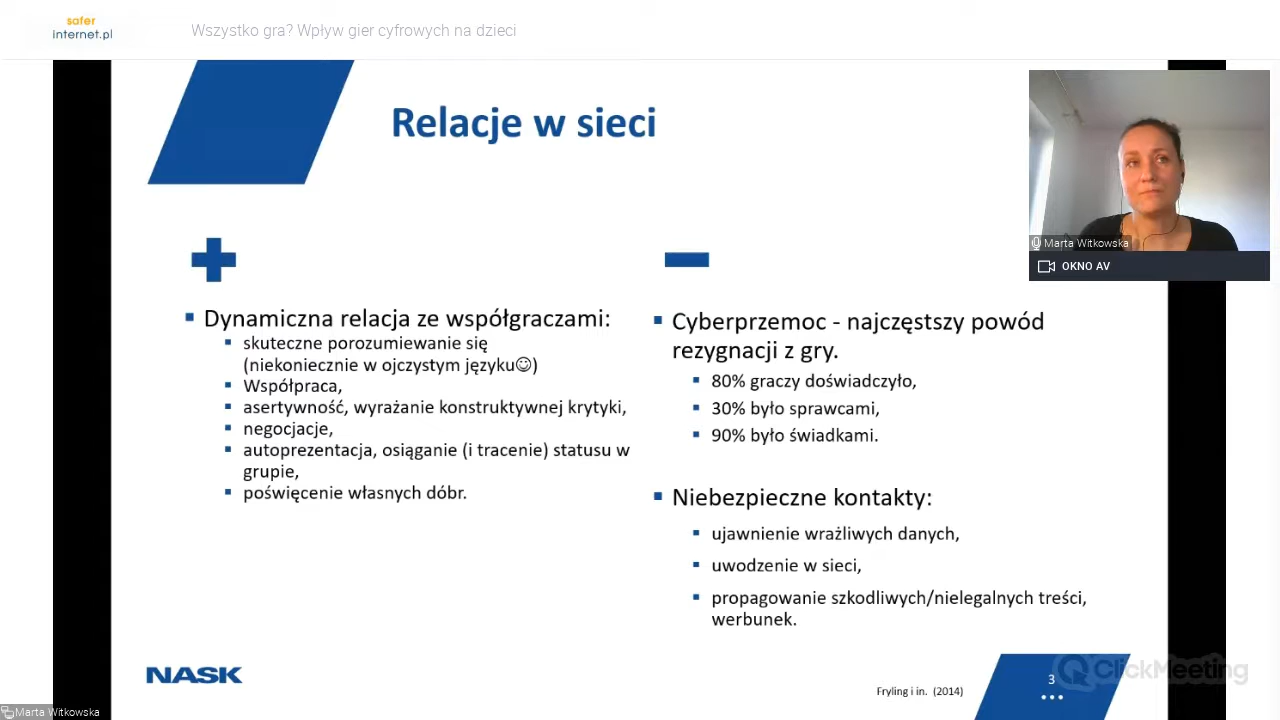 safer
internet.pl
Wszystko gra? Wpływ gier cyfrowych na dzieci
Relacje w sieci
Marta Witkowska
OKNO AV
Dynamiczna relacja ze współgraczami:
skuteczne porozumiewanie się
(niekoniecznie w ojczystym języku☺)
Współpraca,
asertywność, wyrażanie konstruktywnej krytyki,
negocjacje,
autoprezentacja, osiąganie (i tracenie) statusu w
grupie,
poświęcenie własnych dóbr.
Cyberprzemoc - najczęstszy powód
rezygnacji z gry.
80% graczy doświadczyło,
30% było sprawcami,
90% było świadkami.
Niebezpieczne kontakty:
ujawnienie wrażliwych danych,
uwodzenie w sieci,
propagowanie szkodliwych/nielegalnych treści,
werbunek.
NASK
Fryling i in. (2014)
3
ClickMeeting
Marta Witkowska